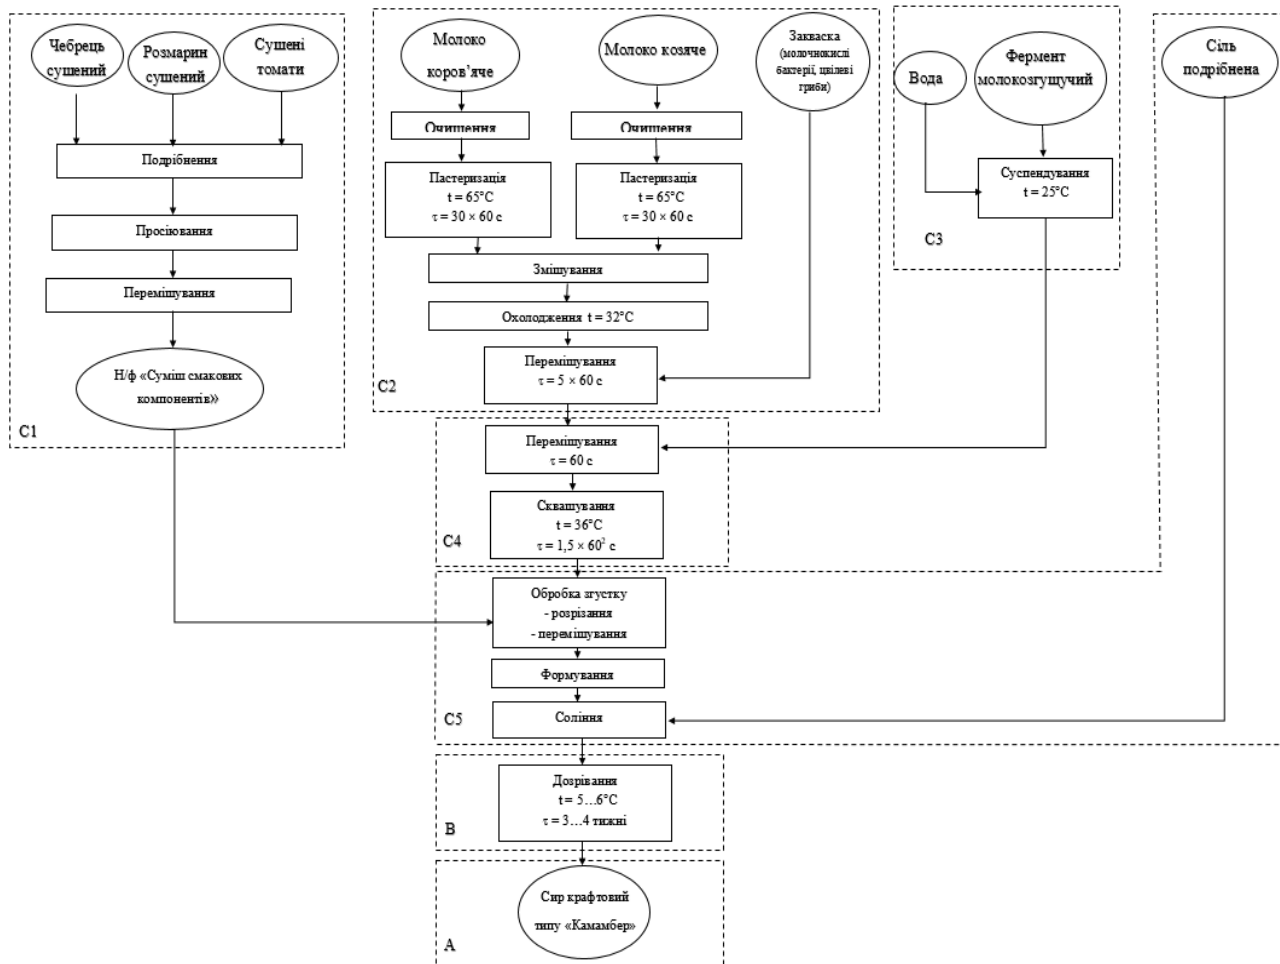 Чебрець
сушений
Розмарин
сушений
Сушені
томати
Подрібнення
Просіювання
Перемішування
Н/ф «Суміш смакових
компонентів»
С1
Молоко
коров’яче
Молоко козяче
Закваска
(молочнокислі
бактерії, цвілеві
гриби)
Очищення
Очищення
Пастеризація
t = 65°С
τ = 30 × 60 с
Пастеризація
t = 65°С
τ = 30 × 60 с
Змішування
Охолодження t = 32°С
Перемішування
τ = 5 × 60 с
С2
Вода
Фермент
молокозгущучий
Суспендування
t = 25°С
С3
Сіль
подрібнена
Перемішування
τ = 60 с
Сквашування
t = 36°С
τ = 1,5 × 60² с
С4
Обробка згустку
- розрізання
- перемішування
Формування
Соління
С5
Дозрівання
t = 5…6°С
τ = 3…4 тижні
В
Сир крафтовий
типу «Камамбер»
А